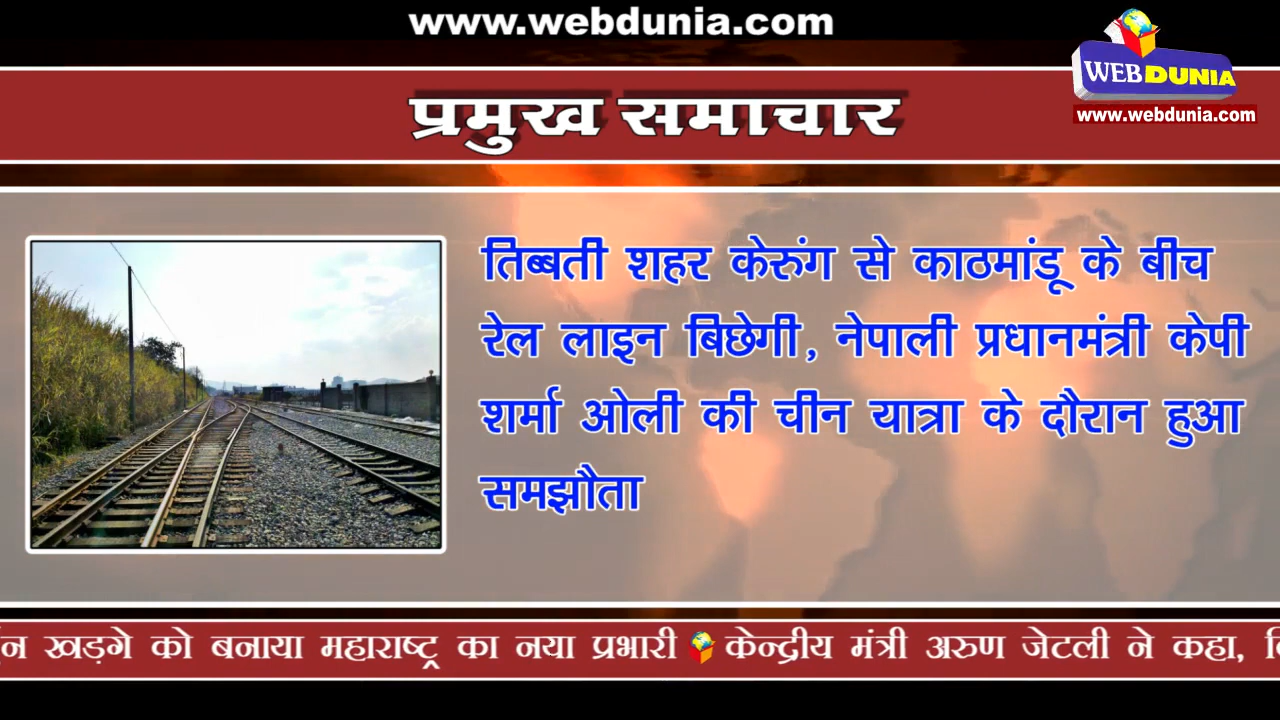 www.webdunia.com
WEBDUNIA
www.webdunia.com
प्रमुख समाचार
तिब्बती शहर केरुंग से काठमांडू के बीच
रेल लाइन बिछेगी, नेपाली प्रधानमंत्री केपी
शर्मा ओली की चीन यात्रा के दौरान हुआ
समझौता
खड़गे को बनाया महाराष्ट्र का नया प्रभारी केन्द्रीय मंत्री अरुण जेटली ने कहा,